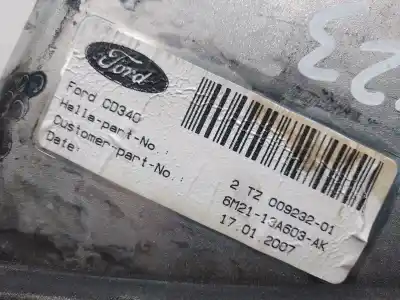 Ford
Ford CD340
Hella-part-No.: 2 TZ 009232-01
Customer-part-No.: 6M21-13A603-AK
Date: 17.01.2007